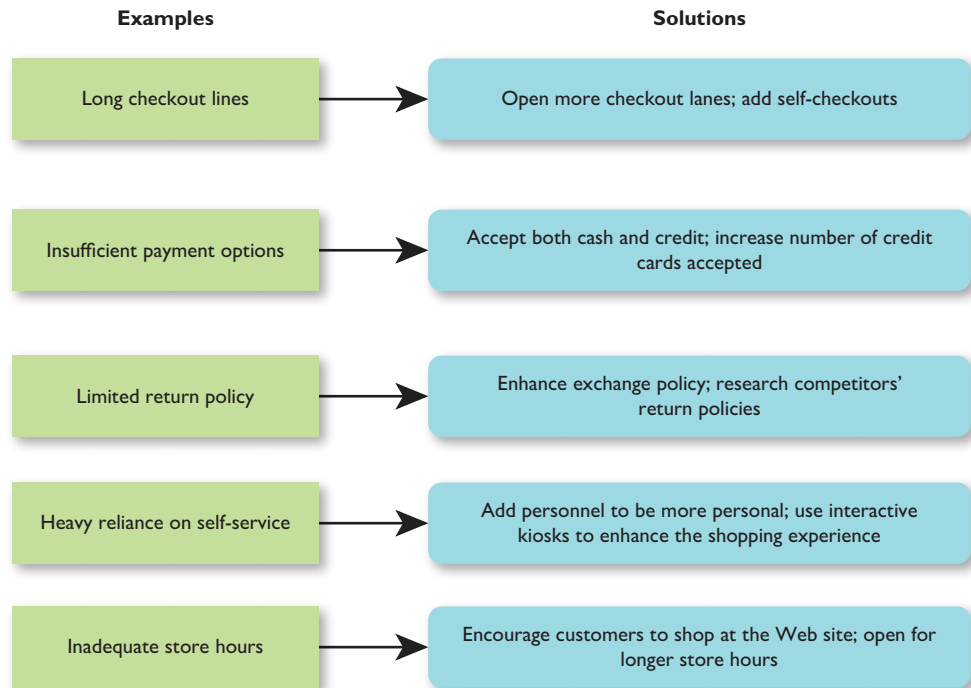 Examples
Solutions
Long checkout lines
Open more checkout lanes; add self-checkouts
Insufficient payment options
Accept both cash and credit; increase number of credit
cards accepted
Limited return policy
Enhance exchange policy; research competitors’
return policies
Heavy reliance on self-service
Add personnel to be more personal; use interactive
kiosks to enhance the shopping experience
Inadequate store hours
Encourage customers to shop at the Web site; open for
longer store hours